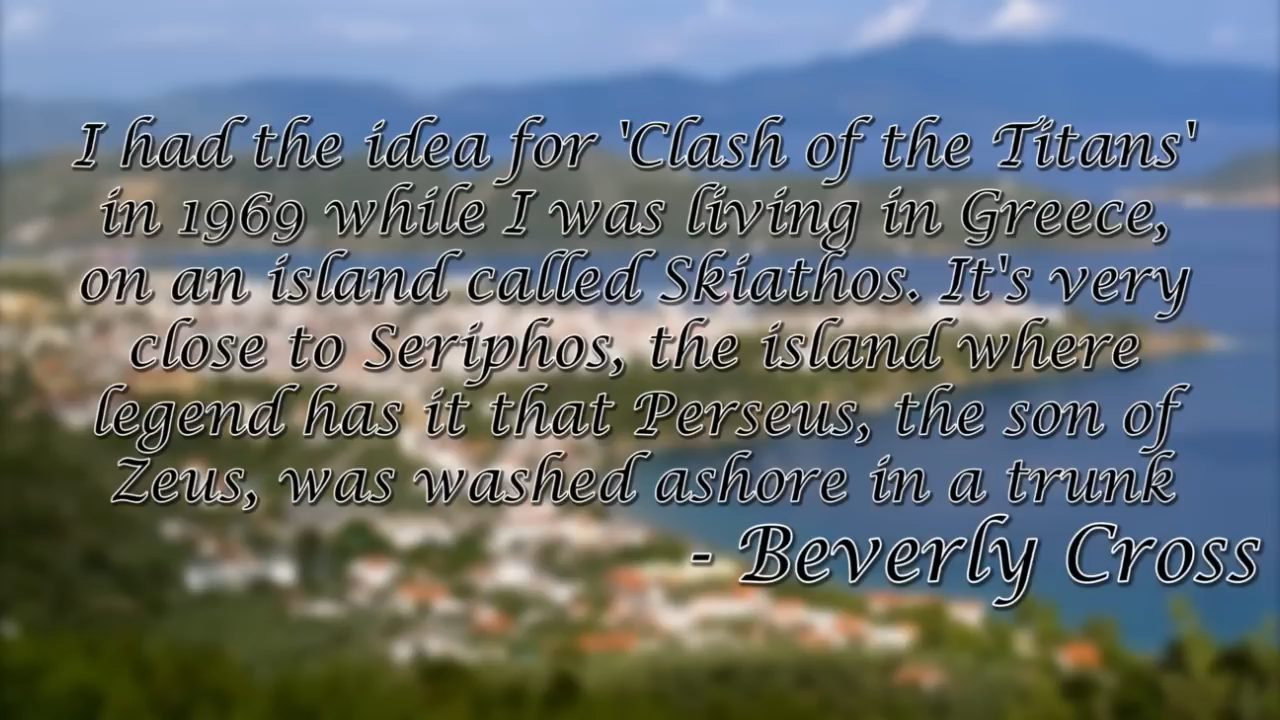 I had the idea for 'Clash of the Titans'
in 1969 while I was living in Greece,
on an island called Skiathos. It's very
close to Seriphos, the island where
legend has it that Perseus, the son of
Zeus, was washed ashore in a trunk
- Beverly Cross